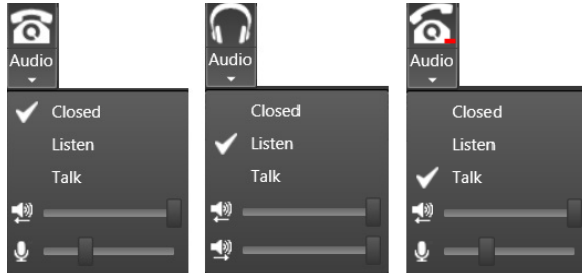 Audio
Closed
Listen
Talk
Audio
Closed
Listen
Talk
Audio
Closed
Listen
Talk